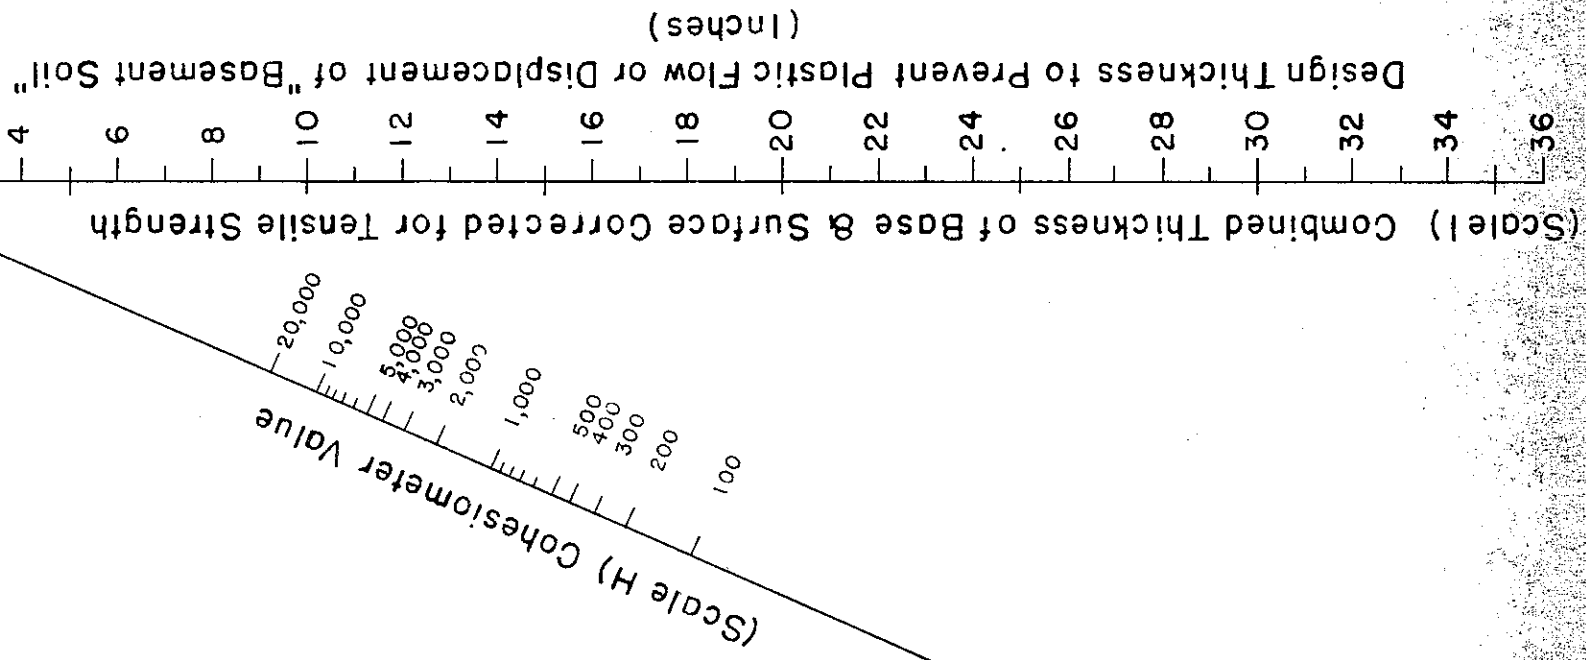 (Scale H) Cohesiometer Value
100
200
300
400
500
1,000
2,000
3,000
4,000
5,000
10,000
20,000
(Scale I) Combined Thickness of Base & Surface Corrected for Tensile Strength
36 34 32 30 28 26 24 22 20 18 16 14 12 10 8 6 4
Design Thickness to Prevent Plastic Flow or Displacement of "Basement Soil"
(Inches)